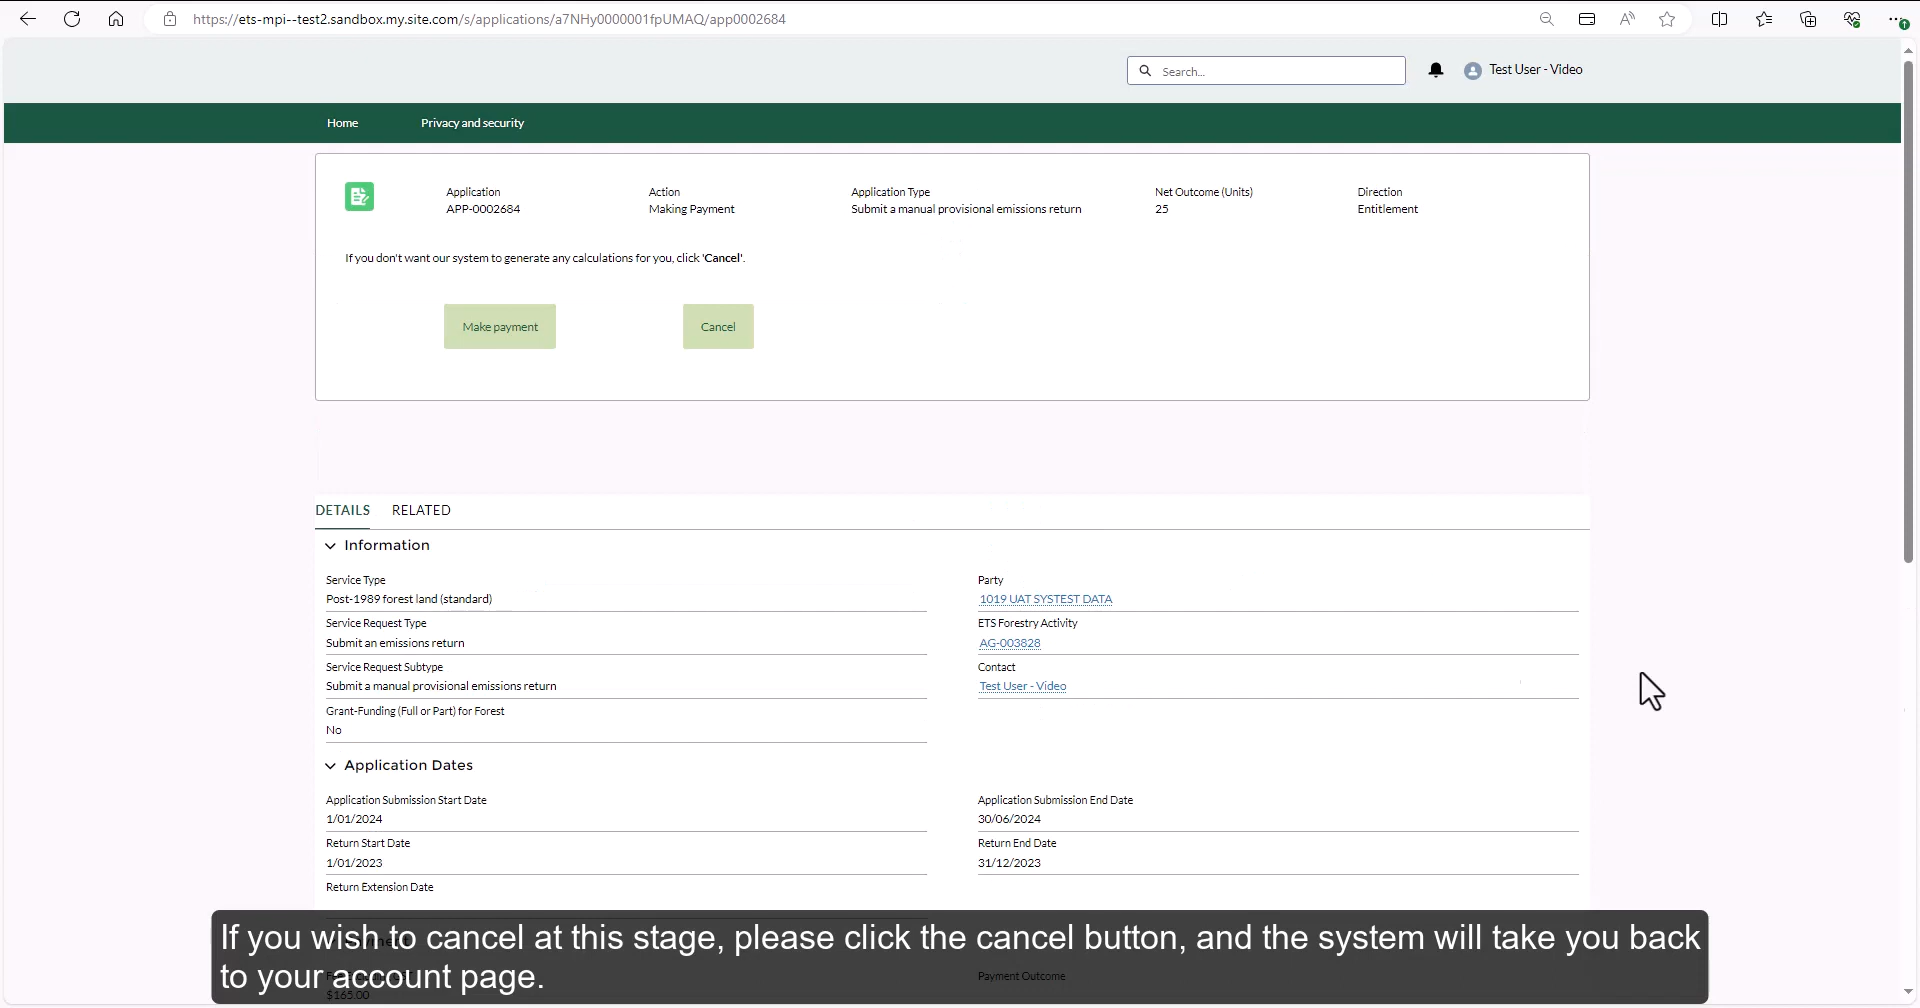 https://ets-mpi--test2.sandbox.my.site.com/s/applications/a7NHy0000001fpUMAQ/app0002684
Search...
Test User - Video
Home Privacy and security
Application Action Application Type Net Outcome (Units) Direction
APP-0002684 Making Payment Submit a manual provisional emissions return 25 Entitlement
If you don't want our system to generate any calculations for you, click 'Cancel'.
Make payment Cancel
DETAILS RELATED
Information
Service Type Party
Post-1989 forest land (standard) 1019 UAT SYSTEST DATA
Service Request Type ETS Forestry Activity
Submit an emissions return AG-003828
Service Request Subtype Contact
Submit a manual provisional emissions return Test User - Video
Grant-Funding (Full or Part) for Forest
No
Application Dates
Application Submission Start Date Application Submission End Date
1/01/2024 30/06/2024
Return Start Date Return End Date
1/01/2023 31/12/2023
Return Extension Date
If you wish to cancel at this stage, please click the cancel button, and the system will take you back
to your account page.
Payment Outcome
$165.00